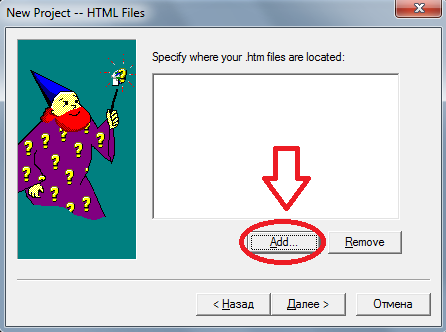 New Project -- HTML Files
Specify where your .htm files are located:
Add...
Remove
< Назад
Далее >
Отмена